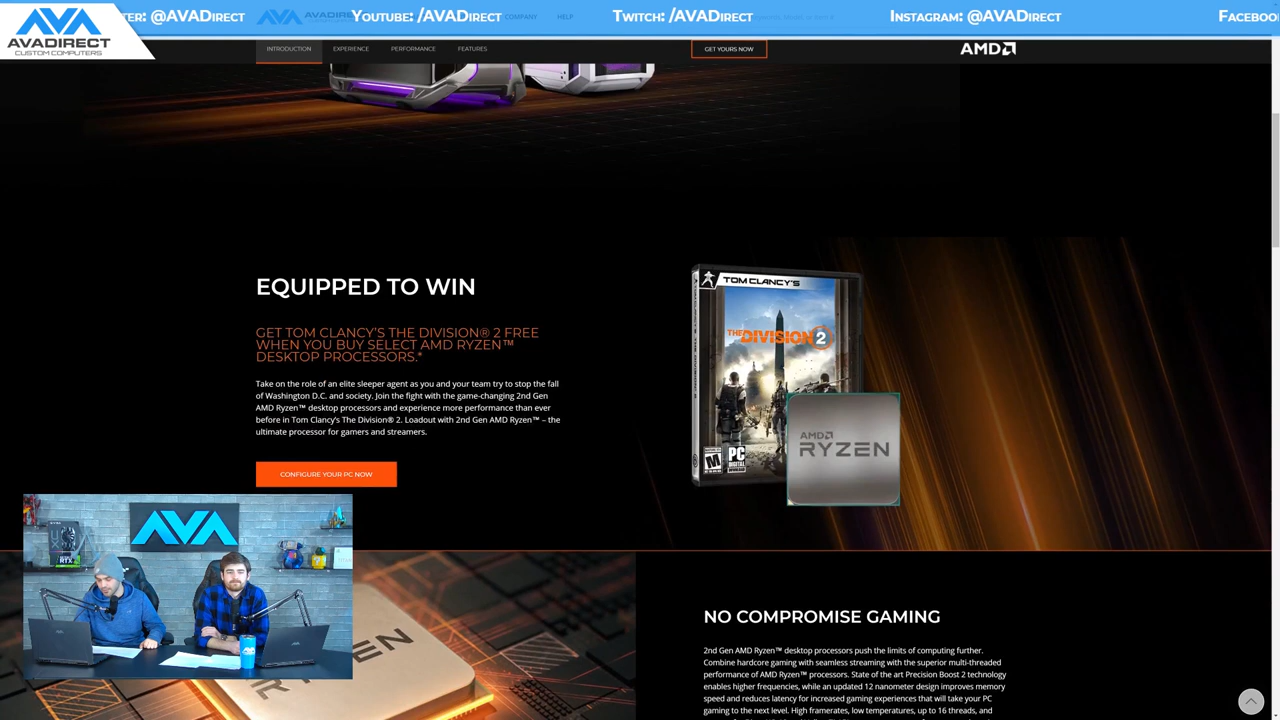 TER: @AVADIRECT
YOUTUBE: /AVADIRECT
TWITCH: /AVADIRECT
INSTAGRAM: @AVADIRECT
FACEBOO
AVADIRECT
CUSTOM COMPUTERS
COMPANY
HELP
INTRODUCTION
EXPERIENCE
PERFORMANCE
FEATURES
GET YOURS NOW
AMD
EQUIPPED TO WIN
GET TOM CLANCY'S THE DIVISION® 2 FREE
WHEN YOU BUY SELECT AMD RYZEN™
DESKTOP PROCESSORS.*
Take on the role of an elite sleeper agent as you and your team try to stop the fall
of Washington D.C. and society. Join the fight with the game-changing 2nd Gen
AMD Ryzen™ desktop processors and experience more performance than ever
before in Tom Clancy's The Division® 2. Loadout with 2nd Gen AMD Ryzen™ – the
ultimate processor for gamers and streamers.
CONFIGURE YOUR PC NOW
TOM CLANCY'S
THE DIVISION 2
M
PC
DIGITAL
AMD
RYZEN
AVA
RTX
ZEN
NO COMPROMISE GAMING
2nd Gen AMD Ryzen™ desktop processors push the limits of computing further.
Combine hardcore gaming with seamless streaming with the superior multi-threaded
performance of AMD Ryzen™ processors. State of the art Precision Boost 2 technology
enables higher frequencies, while an updated 12 nanometer design improves memory
speed and reduces latency for increased gaming experiences that will take your PC
gaming to the next level. High framerates, low temperatures, up to 16 threads, and